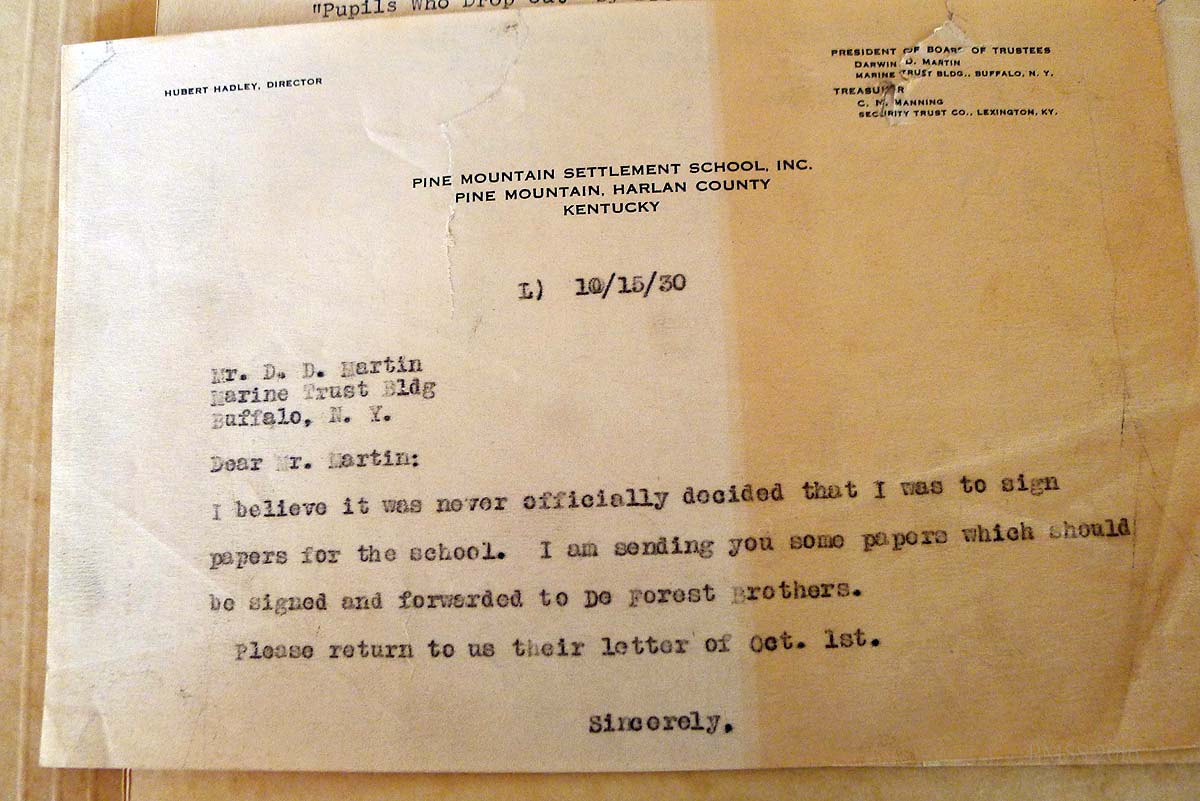 "Pupils Who Drop Out"
HUBERT HADLEY, DIRECTOR
PRESIDENT OF BOARD OF TRUSTEES
DARWIN D. MARTIN
MARINE TRUST BLDG., BUFFALO, N. Y.
TREASURER
C. N. MANNING
SECURITY TRUST CO., LEXINGTON, KY.
PINE MOUNTAIN SETTLEMENT SCHOOL, INC.
PINE MOUNTAIN, HARLAN COUNTY
KENTUCKY
L) 10/15/30
Mr. D. D. Martin
Marine Trust Bldg
Buffalo, N. Y.
Dear Mr. Martin:
I believe it was never officially decided that I was to sign
papers for the school. I am sending you some papers which should
be signed and forwarded to De Forest Brothers.
Please return to us their letter of Oct. 1st.
Sincerely,